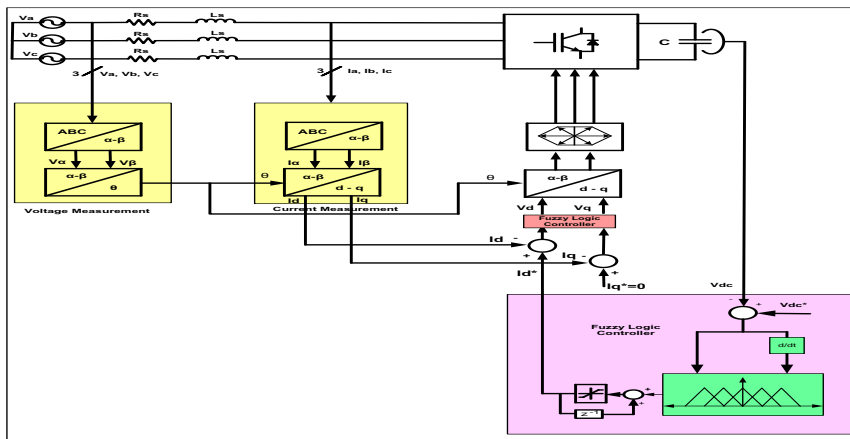 Va
Rs
Ls
Vb
Rs
Ls
Vc
Rs
Ls
C
3
Va, Vb, Vc
3
Ia, Ib, Ic
ABC
α-β
ABC
α-β
Vα
Vβ
Iα
Iβ
α-β
θ
θ
α-β
d - q
θ
α-β
d - q
Voltage Measurement
Current Measurement
Id
Iq
Vd
Vq
Fuzzy Logic
Controller
Id -
+
Id*
Iq -
+
Iq*=0
Vdc
- +
Vdc*
Fuzzy Logic
Controller
d/dt
+
+
Z⁻¹